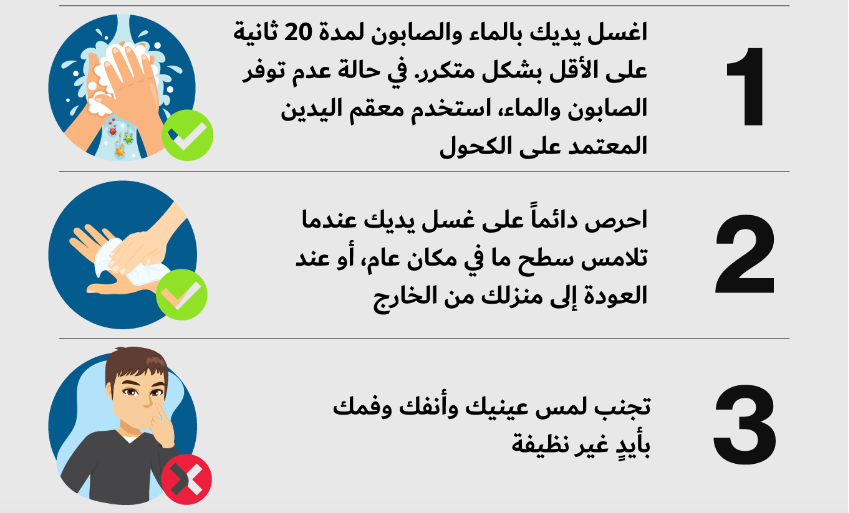 1
اغسل يديك بالماء والصابون لمدة 20 ثانية
على الأقل بشكل متكرر. في حالة عدم توفر
الصابون والماء، استخدم معقم اليدين
المعتمد على الكحول
2
احرص دائماً على غسل يديك عندما
تلامس سطح ما في مكان عام، أو عند
العودة إلى منزلك من الخارج
3
تجنب لمس عينيك وأنفك وفمك
بأيدٍ غير نظيفة